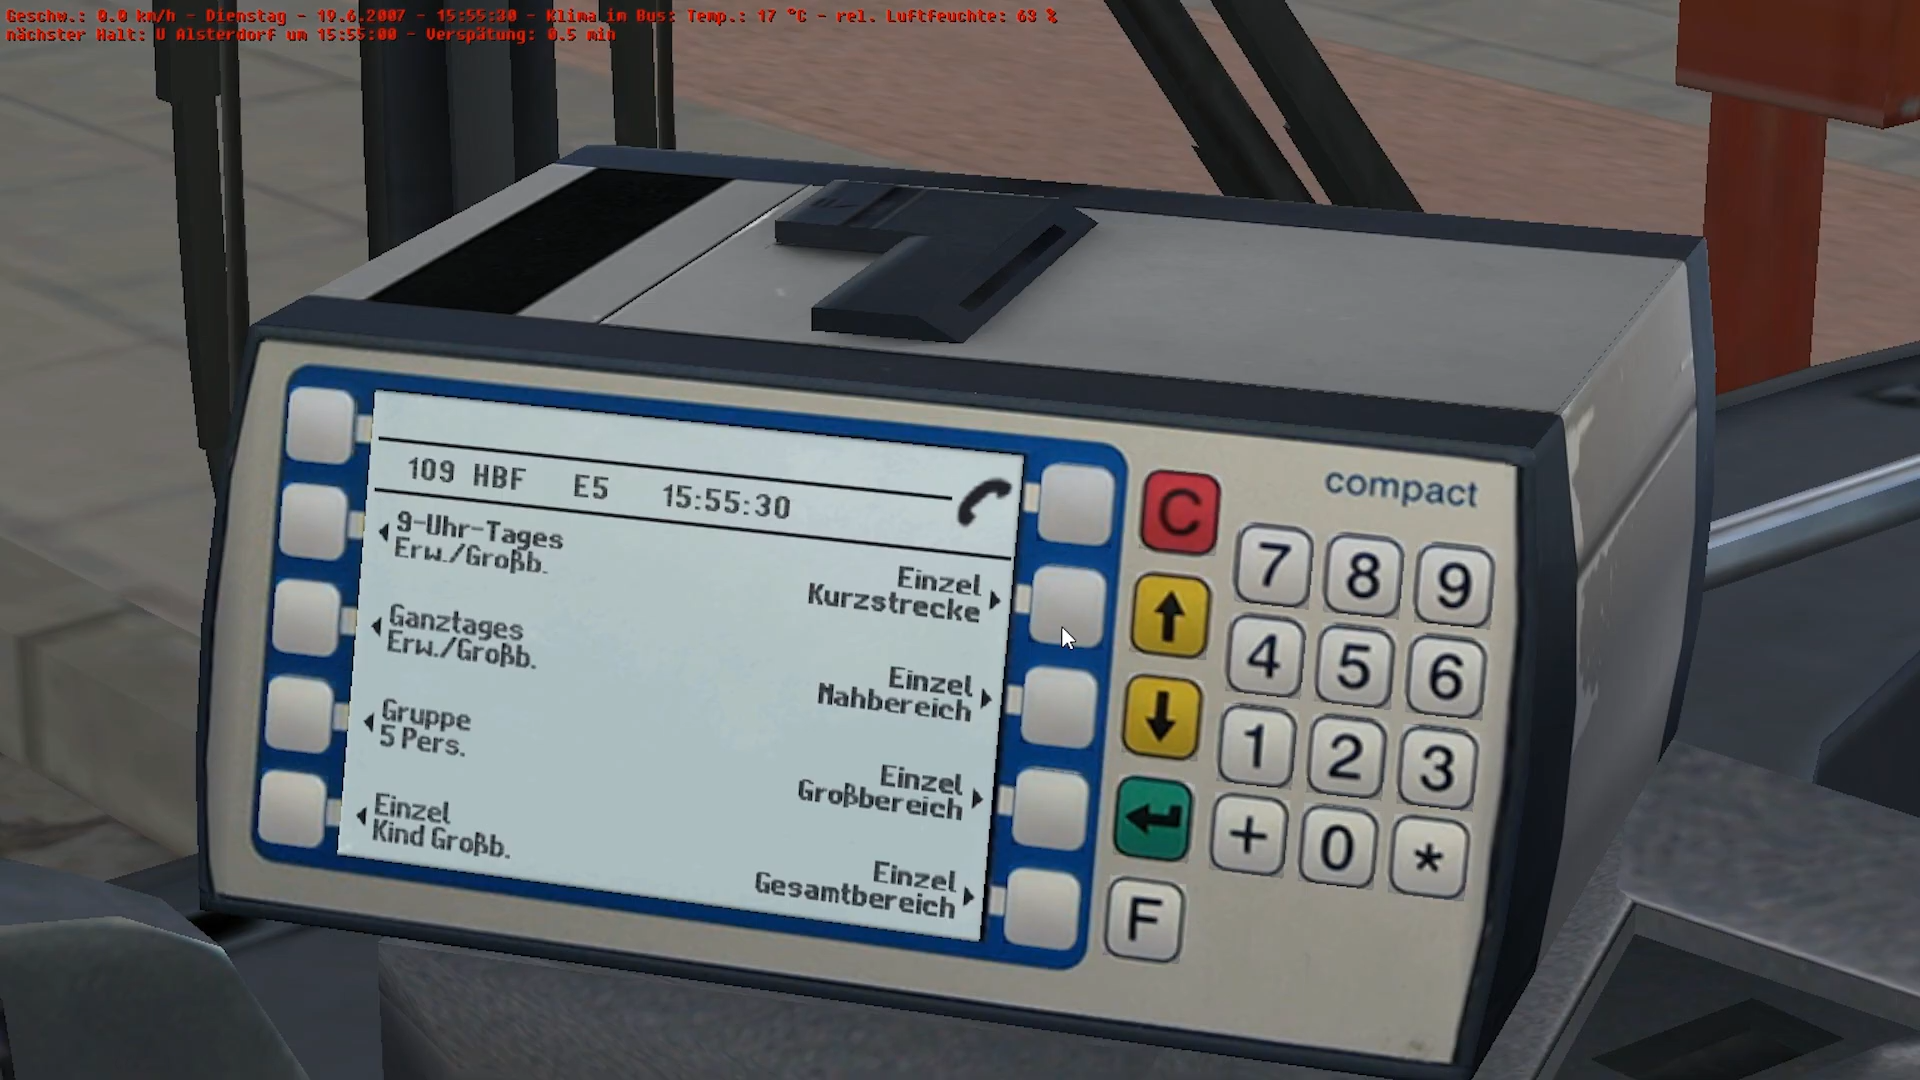 Geschw.: 0.0 km/h - Dienstag - 19.6.2007 - 15:55:30 - Klima im Bus: Temp.: 17 °C - rel. Luftfeuchte: 63 %
nächster Halt: U Alsterdorf um 15:55:00 - Verspätung: 0.5 min
109 HBF E5 15:55:30
9-Uhr-Tages
Erw./Großb.
Ganztages
Erw./Großb.
Gruppe
5 Pers.
Einzel
Kind Großb.
Einzel
Kurzstrecke
Einzel
Nahbereich
Einzel
Großbereich
Einzel
Gesamtbereich
compact
C
7 8 9
4 5 6
1 2 3
+ 0 *
F